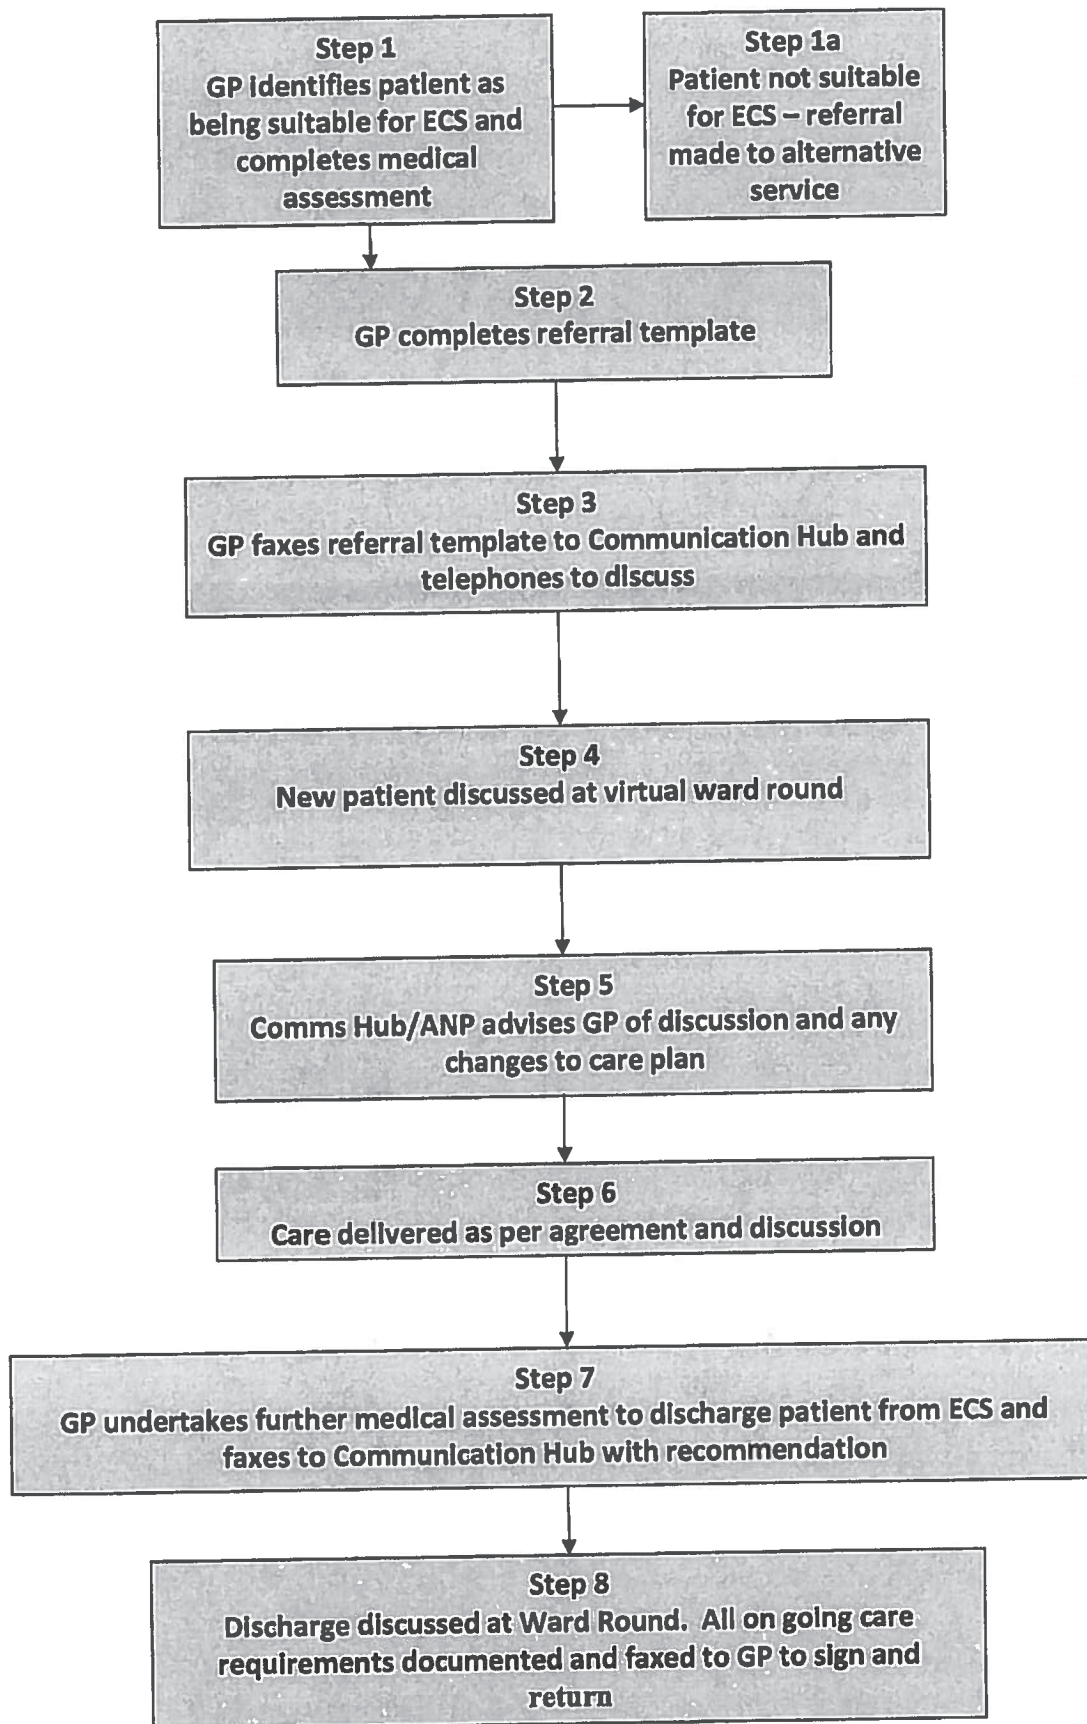 Step 1
GP identifies patient as
being suitable for ECS and
completes medical
assessment
Step 1a
Patient not suitable
for ECS – referral
made to alternative
service
Step 2
GP completes referral template
Step 3
GP faxes referral template to Communication Hub and
telephones to discuss
Step 4
New patient discussed at virtual ward round
Step 5
Comms Hub/ANP advises GP of discussion and any
changes to care plan
Step 6
Care delivered as per agreement and discussion
Step 7
GP undertakes further medical assessment to discharge patient from ECS and
faxes to Communication Hub with recommendation
Step 8
Discharge discussed at Ward Round.  All on going care
requirements documented and faxed to GP to sign and
return